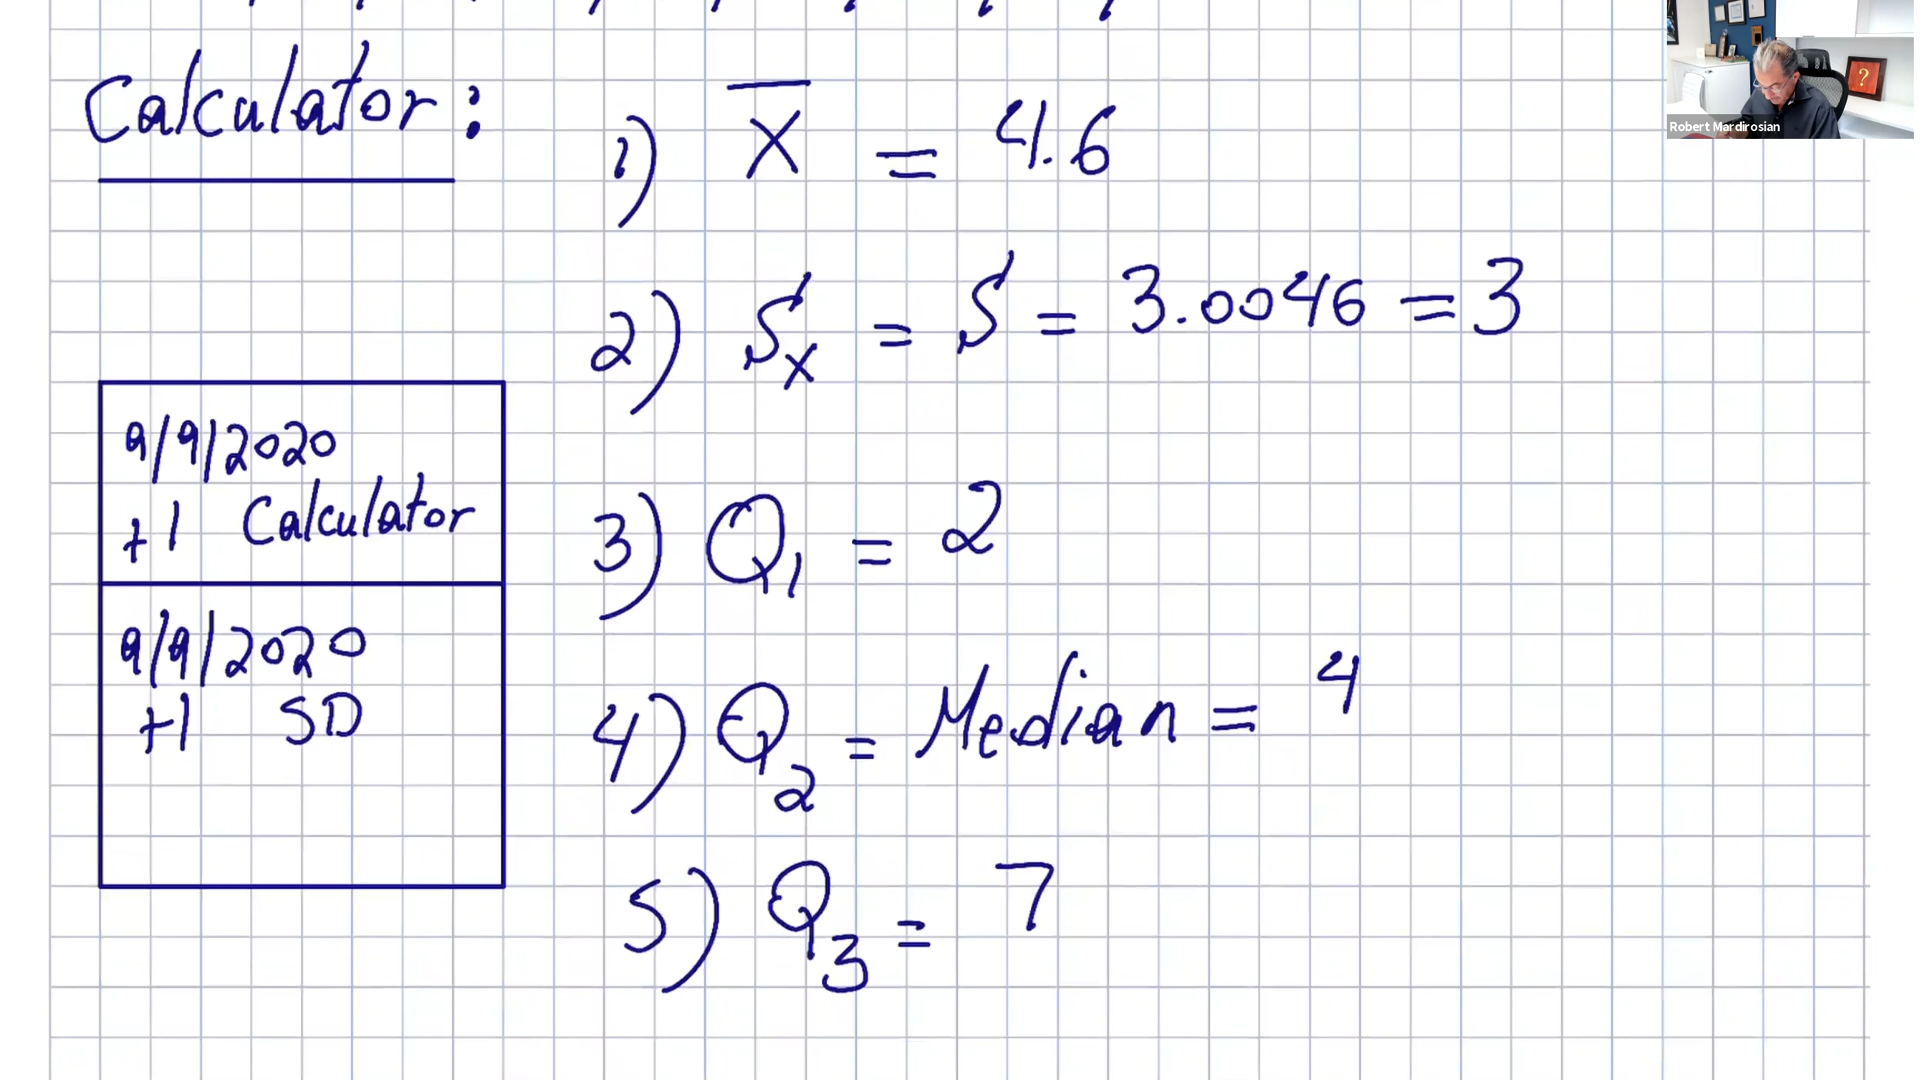 Calculator:
1) X̅ = 4.6
2) Sx = S = 3.0046 = 3
3) Q1 = 2
4) Q2 = Median = 4
5) Q3 = 7
9/9/2020
+1 Calculator
9/9/2020
+1 SD
?
Robert Mardirosian